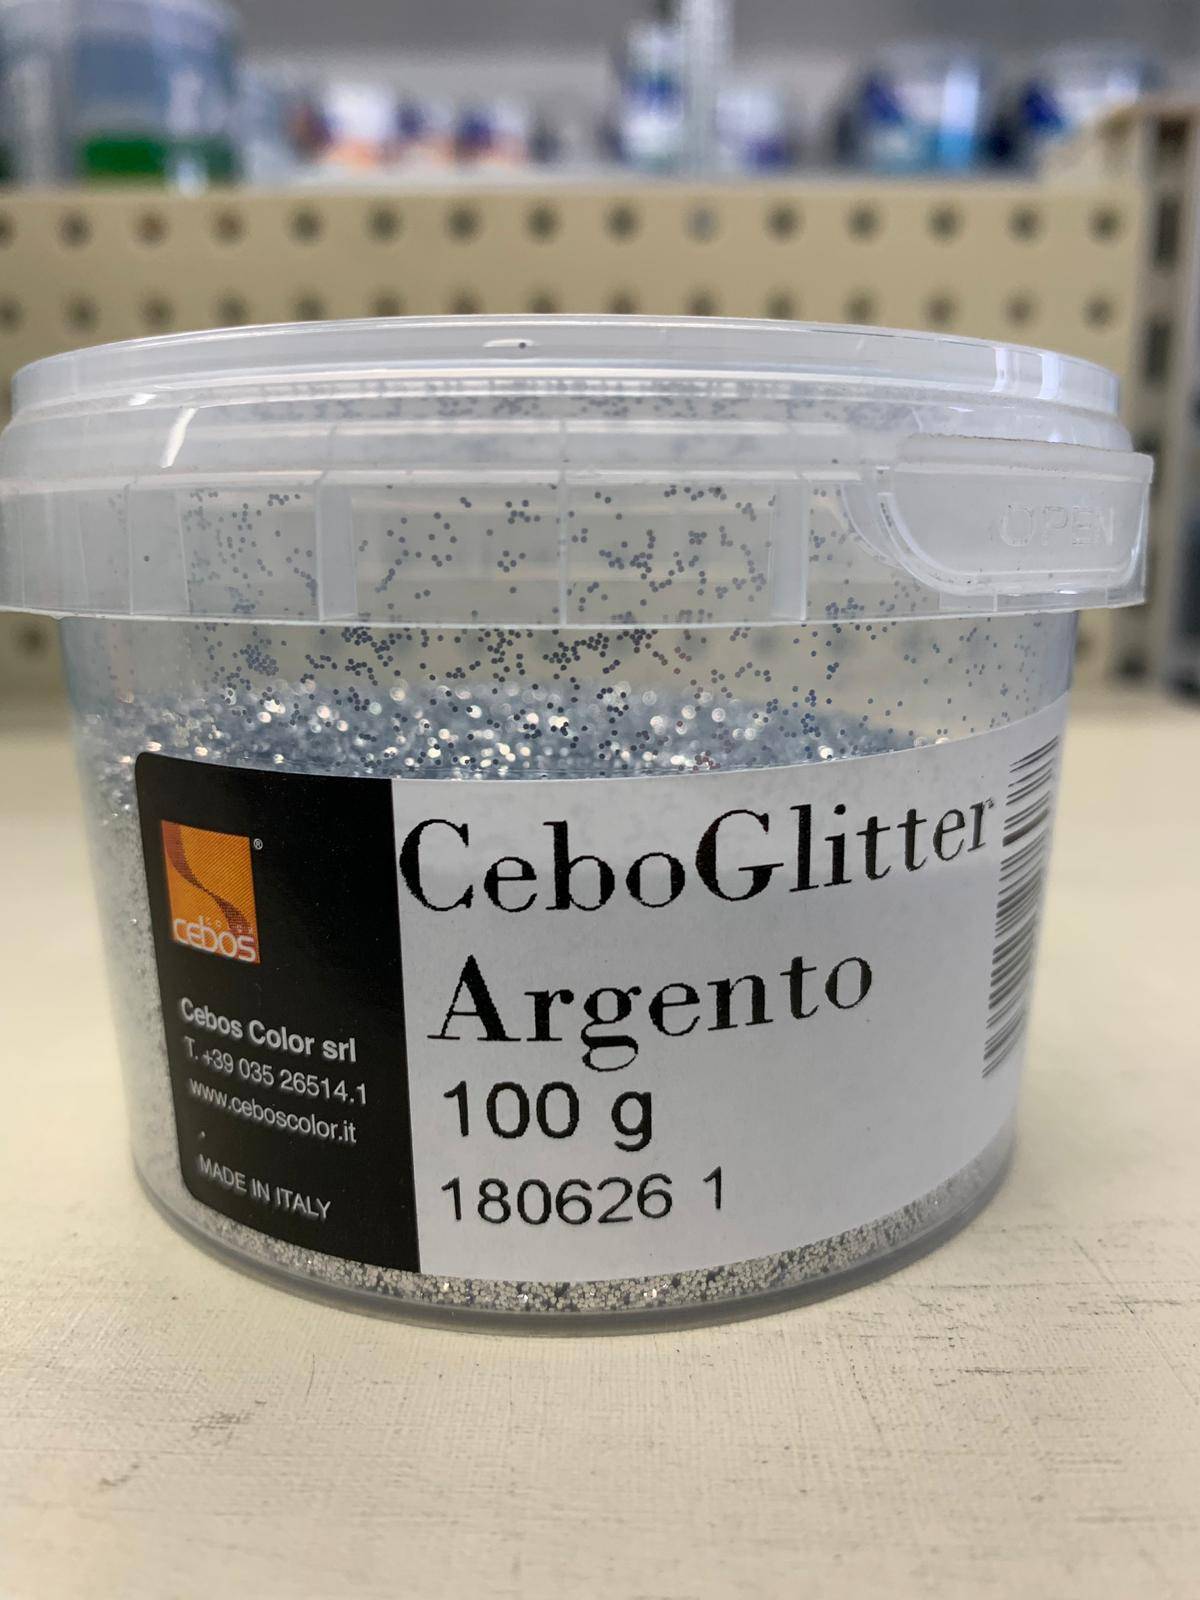 OPEN
cebos
®
Cebos Color srl
T. +39 035 26514.1
www.ceboscolor.it
MADE IN ITALY
CeboGlitter
Argento
100 g
180626 1